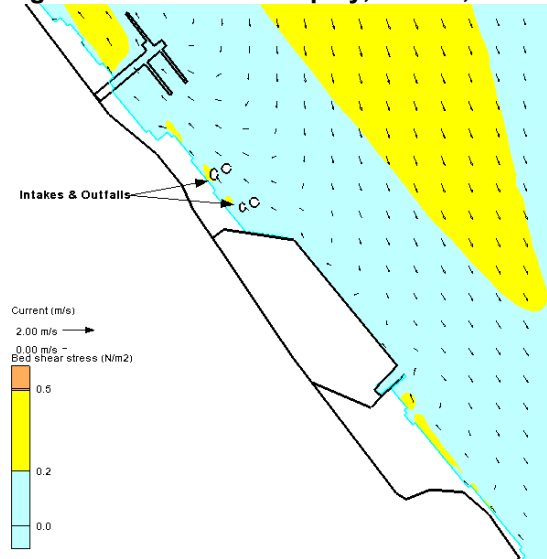 Intakes & Outfalls
Current (m/s)
2.00 m/s
0.00 m/s
Bed shear stress (N/m2)
0.5
0.2
0.0